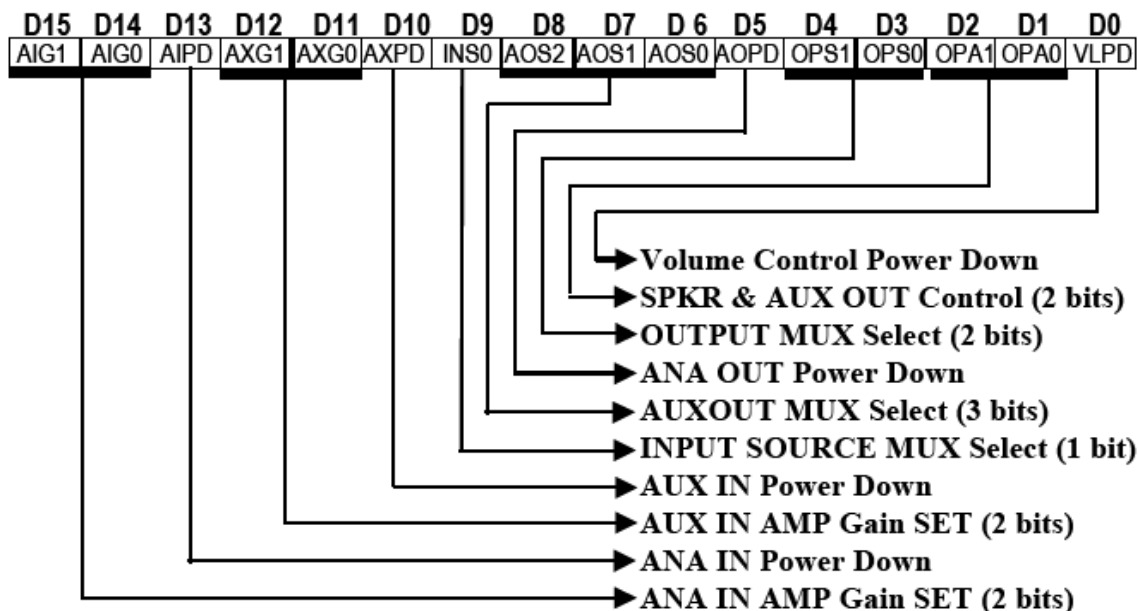 D15 D14 D13 D12 D11 D10 D9 D8 D7 D 6 D5 D4 D3 D2 D1 D0
AIG1 AIG0 AIPD AXG1 AXG0 AXPD INS0 AOS2 AOS1 AOS0 AOPD OPS1 OPS0 OPA1 OPA0 VLPD
Volume Control Power Down
SPKR & AUX OUT Control (2 bits)
OUTPUT MUX Select (2 bits)
ANA OUT Power Down
AUXOUT MUX Select (3 bits)
INPUT SOURCE MUX Select (1 bit)
AUX IN Power Down
AUX IN AMP Gain SET (2 bits)
ANA IN Power Down
ANA IN AMP Gain SET (2 bits)